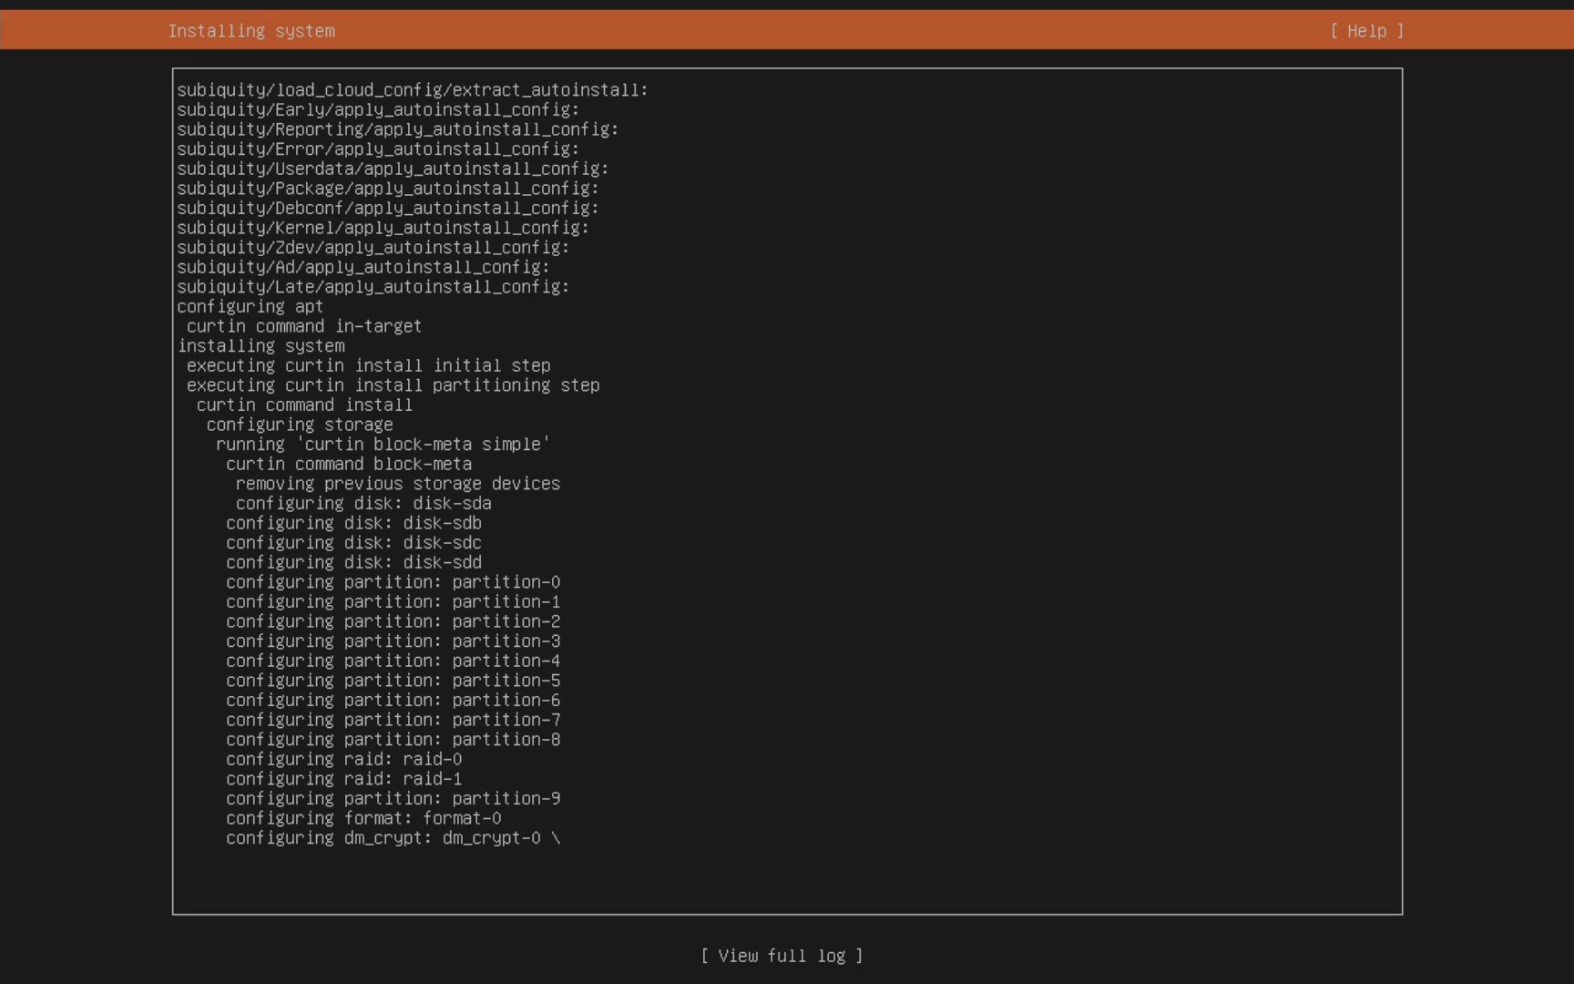 Installing system [ Help ]
subiquity/load_cloud_config/extract_autoinstall:
subiquity/Early/apply_autoinstall_config:
subiquity/Reporting/apply_autoinstall_config:
subiquity/Error/apply_autoinstall_config:
subiquity/Userdata/apply_autoinstall_config:
subiquity/Package/apply_autoinstall_config:
subiquity/Debconf/apply_autoinstall_config:
subiquity/Kernel/apply_autoinstall_config:
subiquity/Zdev/apply_autoinstall_config:
subiquity/Ad/apply_autoinstall_config:
subiquity/Late/apply_autoinstall_config:
configuring apt
 curtin command in-target
installing system
 executing curtin install initial step
 executing curtin install partitioning step
  curtin command install
   configuring storage
    running 'curtin block-meta simple'
     curtin command block-meta
      removing previous storage devices
      configuring disk: disk-sda
     configuring disk: disk-sdb
     configuring disk: disk-sdc
     configuring disk: disk-sdd
     configuring partition: partition-0
     configuring partition: partition-1
     configuring partition: partition-2
     configuring partition: partition-3
     configuring partition: partition-4
     configuring partition: partition-5
     configuring partition: partition-6
     configuring partition: partition-7
     configuring partition: partition-8
     configuring raid: raid-0
     configuring raid: raid-1
     configuring partition: partition-9
     configuring format: format-0
     configuring dm_crypt: dm_crypt-0 \
[ View full log ]